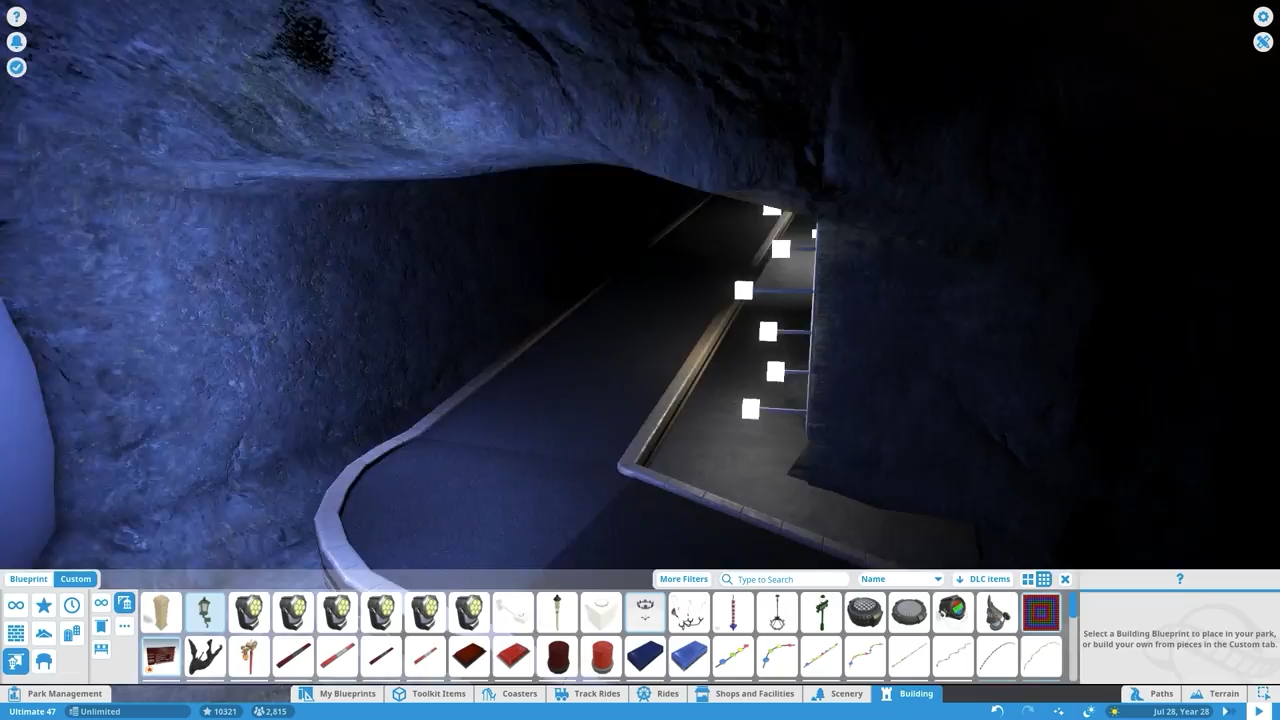 Blueprint Custom More Filters Type to Search Name DLC items
Select a Building Blueprint to place in your park,
or build your own from pieces in the Custom tab.
Park Management My Blueprints Toolkit Items Coasters Track Rides Rides Shops and Facilities Scenery Building Paths Terrain
Ultimate 47 Unlimited 10321 2,815 Jul 28, Year 28